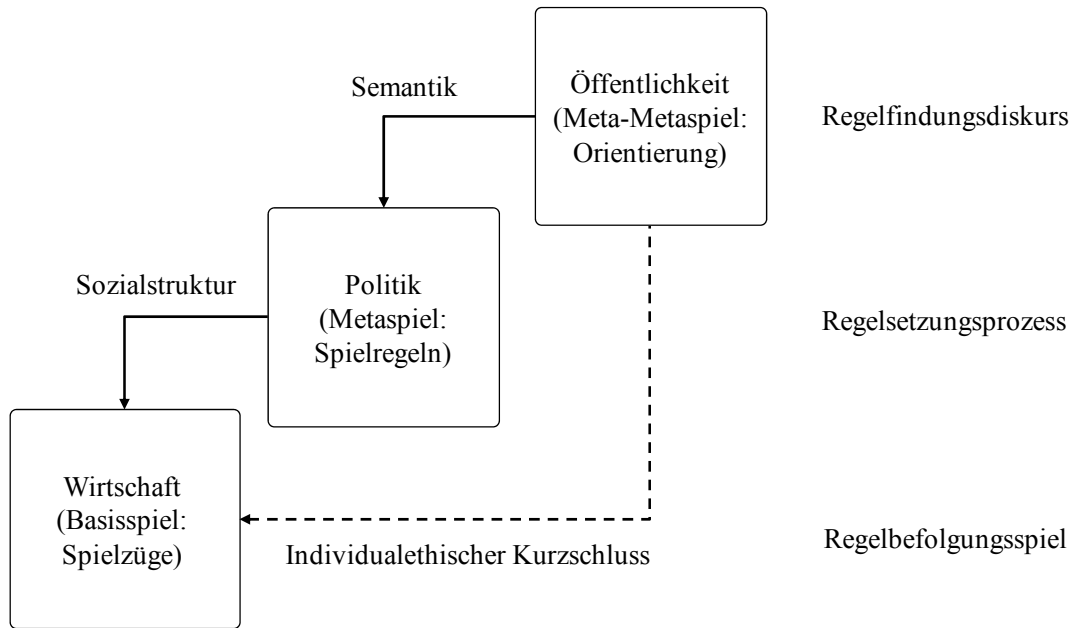 Semantik
Öffentlichkeit
(Meta-Metaspiel:
Orientierung)
Regelfindungsdiskurs
Sozialstruktur
Politik
(Metaspiel:
Spielregeln)
Regelsetzungsprozess
Wirtschaft
(Basisspiel:
Spielzüge)
Individualethischer Kurzschluss
Regelbefolgungsspiel